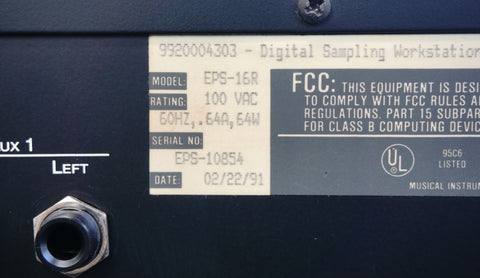 9920004303 - Digital Sampling Workstation
MODEL: EPS-16R
RATING: 100 VAC
60HZ, .64A, 64W
SERIAL NO:
EPS-10854
DATE: 02/22/91
FCC: THIS EQUIPMENT IS DESI
TO COMPLY WITH FCC RULES A
REGULATIONS, PART 15 SUBPAR
FOR CLASS B COMPUTING DEVIC
UL
95C6
LISTED
MUSICAL INSTRUM
UX 1
LEFT